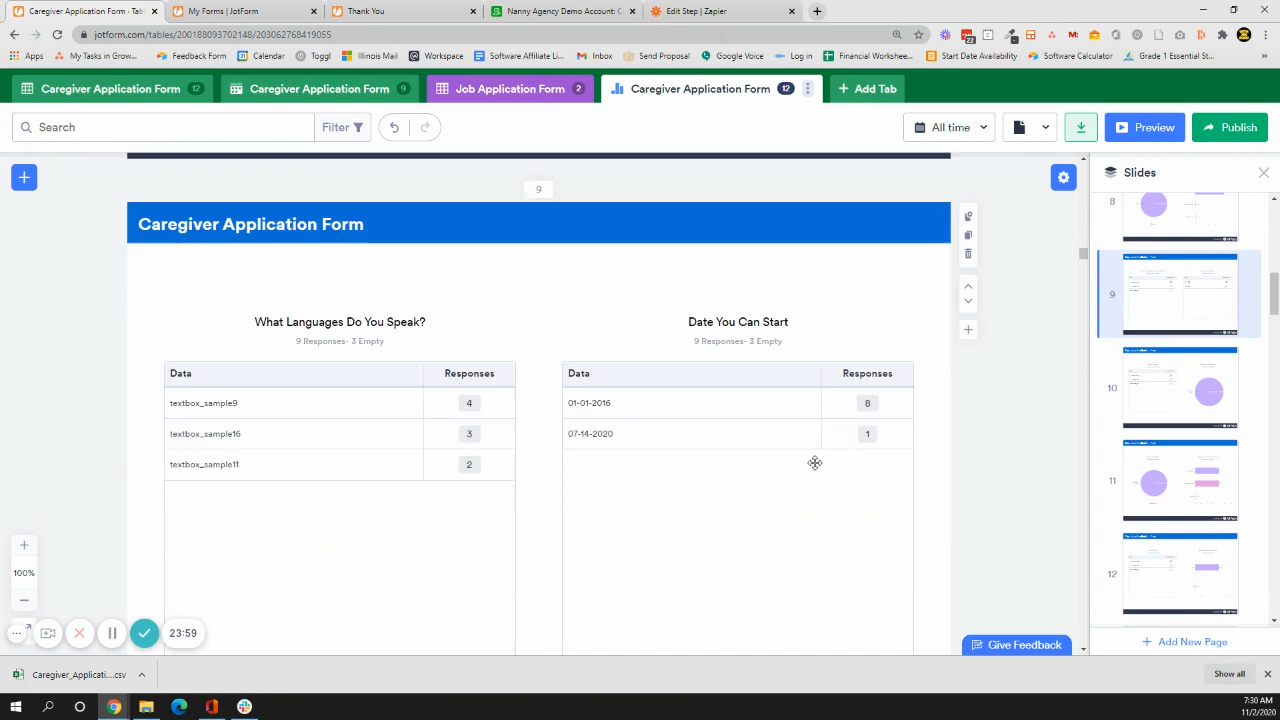 Caregiver Application Form - Tabl
My Forms | JotForm
Thank You
Nanny Agency Demo Account: C
Edit Step | Zapier
jotform.com/tables/200188093702148/203062768419055
22
Apps
My Tasks in Grow...
Feedback Form
Calendar
Toggl
Illinois Mail
Workspace
Software Affiliate Li...
Inbox
Send Proposal
Google Voice
Log in
Financial Workshee...
Start Date Availability
Software Calculator
Grade 1 Essential St...
Caregiver Application Form 12
Caregiver Application Form 9
Job Application Form 2
Caregiver Application Form 12
Add Tab
Search
Filter
All time
Preview
Publish
9
Slides
Caregiver Application Form
What Languages Do You Speak?
9 Responses- 3 Empty
Data Responses
textbox_sample9 4
textbox_sample16 3
textbox_sample11 2
Date You Can Start
9 Responses- 3 Empty
Data Responses
01-01-2016 8
07-14-2020 1
8
9
10
11
12
100%
23:59
Give Feedback
Add New Page
Caregiver_Applicati....csv
Show all
7:30 AM
11/2/2020